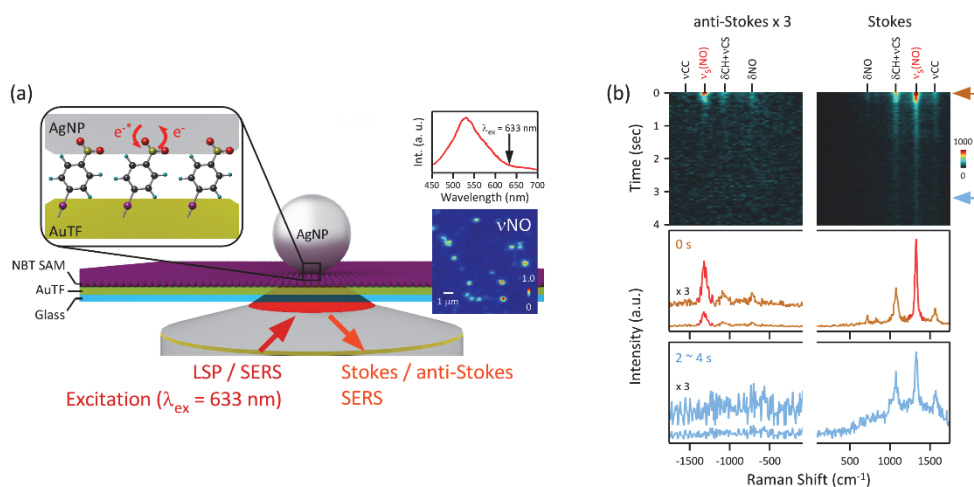 (a)
AgNP
e⁻*
e⁻
AuTF
NBT SAM
AuTF
Glass
AgNP
Int. (a. u.)
λex = 633 nm
450 500 550 600 650 700
Wavelength (nm)
νNO
1 μm
1.0
0
LSP / SERS
Excitation (λex = 633 nm)
Stokes / anti-Stokes
SERS
(b)
anti-Stokes x 3
Stokes
νCC
νS(NO)
δCH+νCS
δNO
δNO
δCH+νCS
νS(NO)
νCC
Time (sec)
0
1
2
3
4
1000
0
Intensity (a.u.)
0 s
x 3
2 ~ 4 s
x 3
-1500 -1000 -500
500 1000 1500
Raman Shift (cm⁻¹)